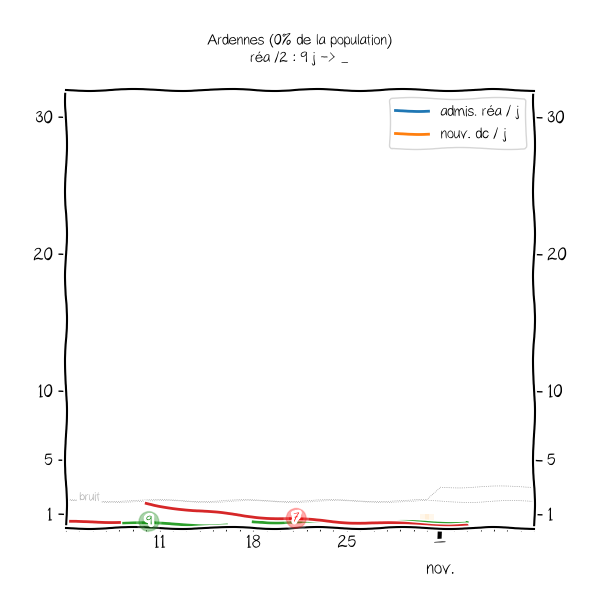 Ardennes (0% de la population)
réa /2 : 9 j -> _
admis. réa / j
nouv. dc / j
30
30
20
20
10
10
5
5
_ bruit
1
1
9
7
11
18
25
1
nov.